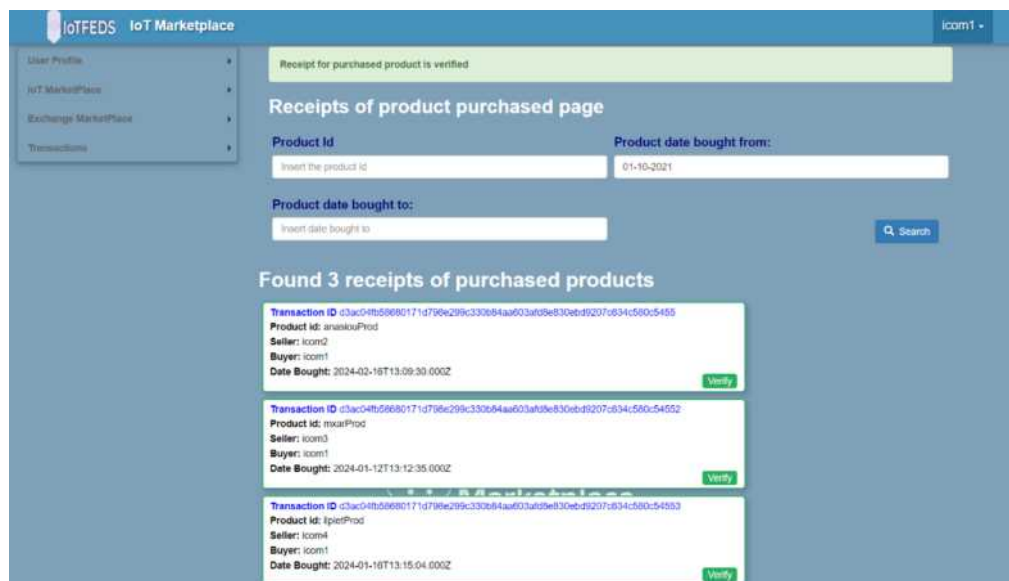 IoTFEDS IoT Marketplace
icom1
User Profile
IoT MarketPlace
Exchange MarketPlace
Transactions
Receipt for purchased product is verified
Receipts of product purchased page
Product Id
Product date bought from:
Insert the product id
01-10-2021
Product date bought to:
Insert date bought to
Search
Found 3 receipts of purchased products
Transaction ID
Product id: anasiouProd
Seller: icom2
Buyer: icom1
Date Bought: 2024-02-16T13:09:30.000Z
Verify
Transaction ID
Product id: mxarProd
Seller: icom3
Buyer: icom1
Date Bought: 2024-01-12T13:12:35.000Z
Verify
Marketplace
Transaction ID
Product id:
Seller: icom4
Buyer: icom1
Date Bought: 2024-01-16T13:15:04.000Z
Verify